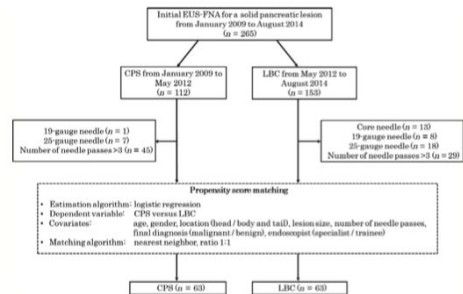 Initial EUS-FNA for a solid pancreatic lesion
from January 2009 to August 2014
(n = 265)
CPS from January 2009 to
May 2012
(n = 112)
LBC from May 2012 to
August 2014
(n = 153)
19-gauge needle (n = 1)
25-gauge needle (n = 7)
Number of needle passes >3 (n = 45)
Core needle (n = 13)
19-gauge needle (n = 8)
25-gauge needle (n = 18)
Number of needle passes >3 (n = 29)
Propensity score matching
• Estimation algorithm: logistic regression
• Dependent variable: CPS versus LBC
• Covariates: age, gender, location (head / body and tail), lesion size, number of needle passes,
final diagnosis (malignant / benign), endoscopist (specialist / trainee)
• Matching algorithm: nearest neighbor, ratio 1:1
CPS (n = 63)
LBC (n = 63)